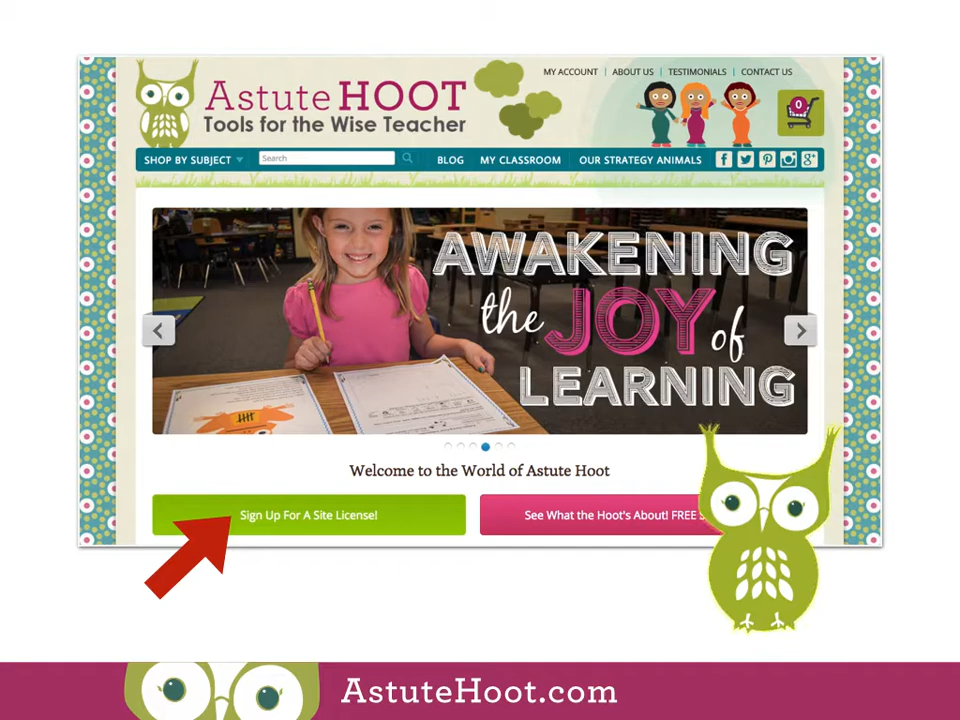 MY ACCOUNT | ABOUT US | TESTIMONIALS | CONTACT US
Astute HOOT
Tools for the Wise Teacher
0
SHOP BY SUBJECT Search BLOG MY CLASSROOM OUR STRATEGY ANIMALS
AWAKENING
the JOY of
LEARNING
Welcome to the World of Astute Hoot
Sign Up For A Site License! See What the Hoot's About! FREE
AstuteHoot.com